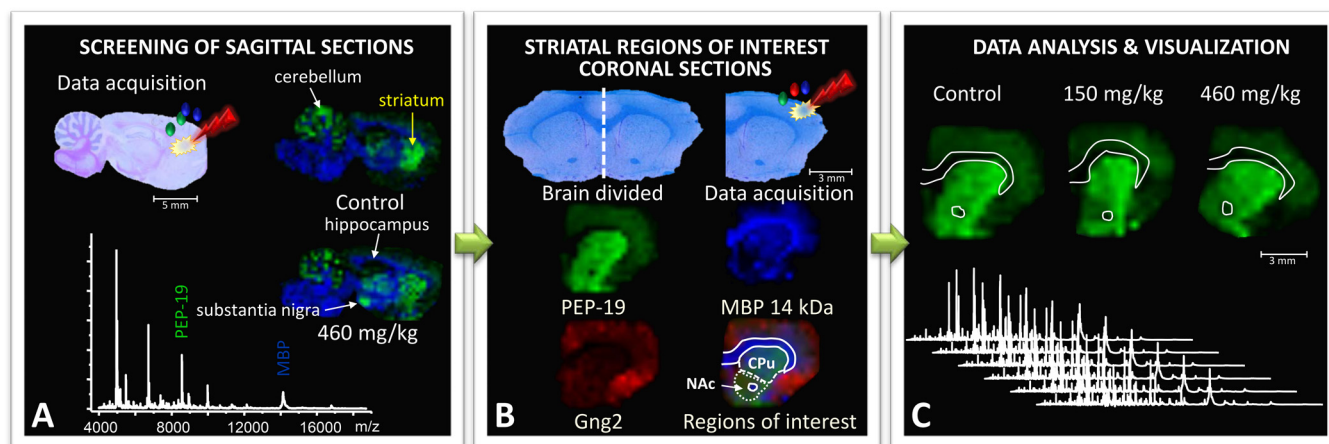 SCREENING OF SAGITTAL SECTIONS
Data acquisition
cerebellum
striatum
5 mm
Control
hippocampus
substantia nigra
460 mg/kg
PEP-19
MBP
A
4000
8000
12000
16000
m/z
STRIATAL REGIONS OF INTEREST
CORONAL SECTIONS
3 mm
Brain divided
Data acquisition
PEP-19
MBP 14 kDa
CPu
NAc
B
Gng2
Regions of interest
DATA ANALYSIS & VISUALIZATION
Control
150 mg/kg
460 mg/kg
3 mm
C